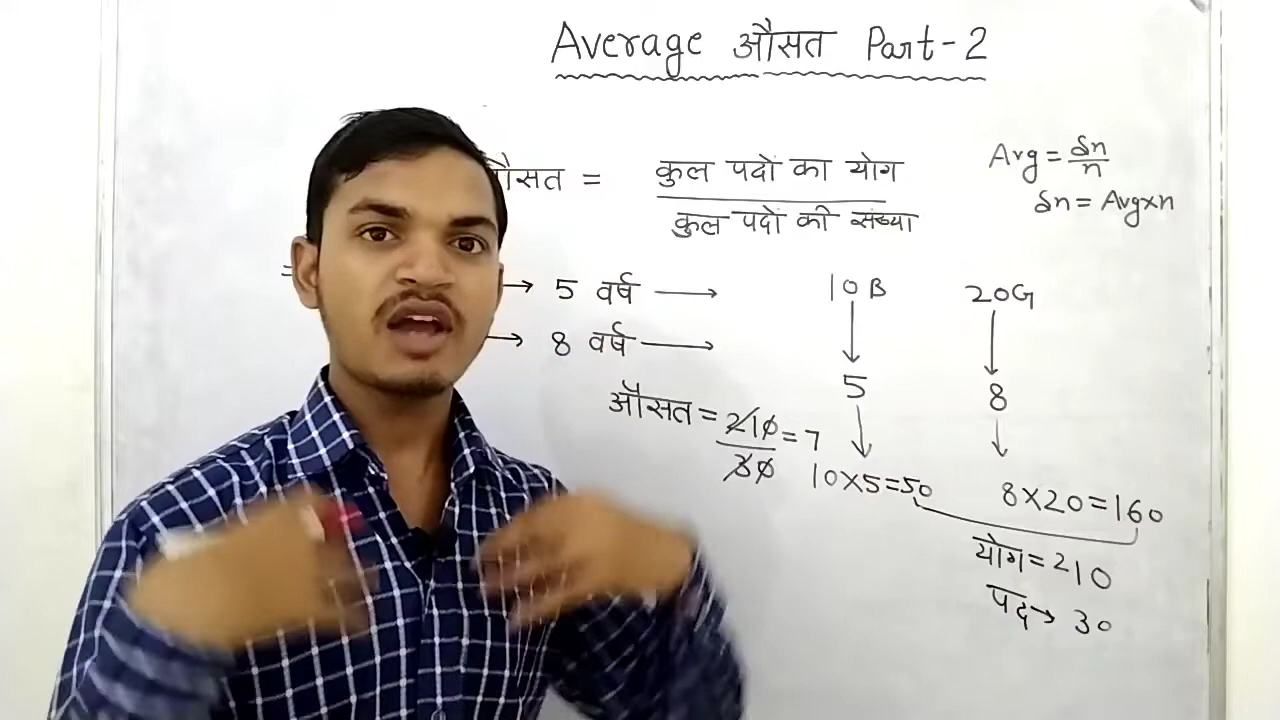 Average औसत Part-2
औसत = कुल पदो का योग
कुल पदो की संख्या
Avg = Sn
n
Sn = Avg×n
=
→ 5 वर्ष → 10 B 20G
→ 8 वर्ष →
5 8
औसत = 210 = 7
30
10×5=50 8×20=160
योग=210
पद→ 30